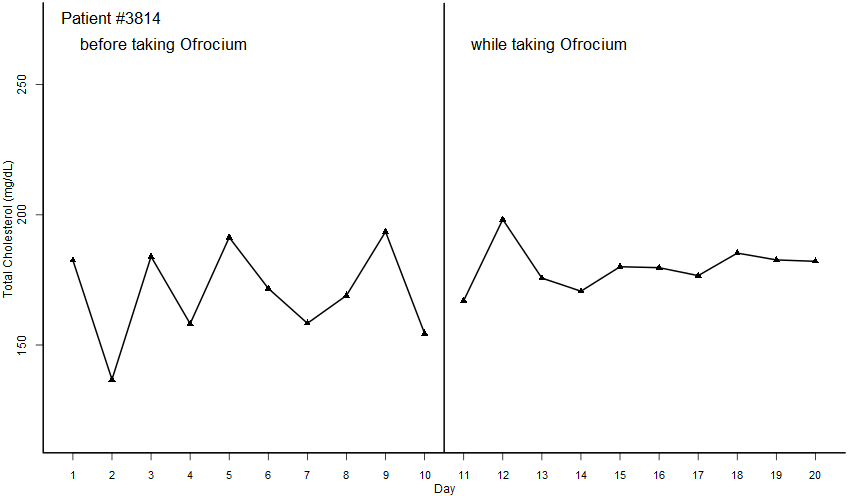 Patient #3814
before taking Ofrocium
while taking Ofrocium
Total Cholesterol (mg/dL)
250
200
150
1 2 3 4 5 6 7 8 9 10 11 12 13 14 15 16 17 18 19 20
Day